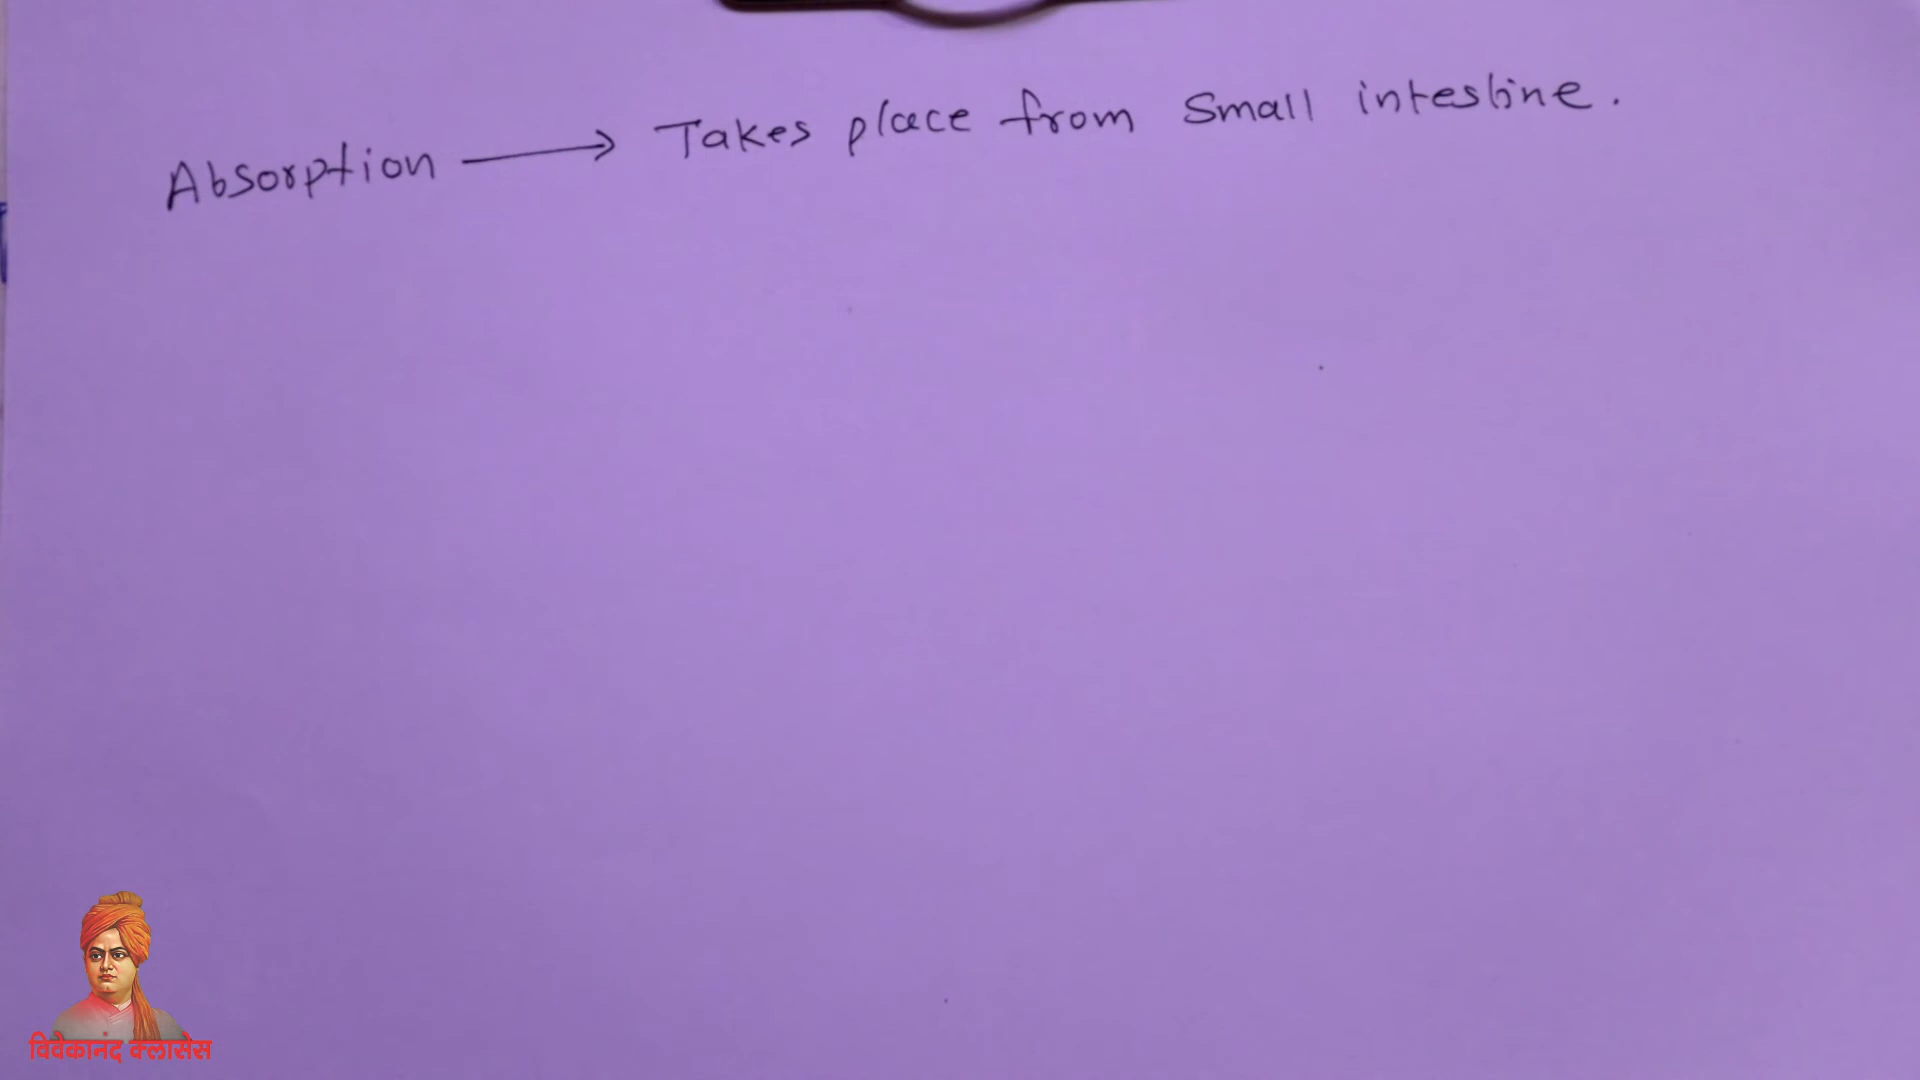 Absorption → Takes place from Small intestine.
विवेकानंद क्लासेस